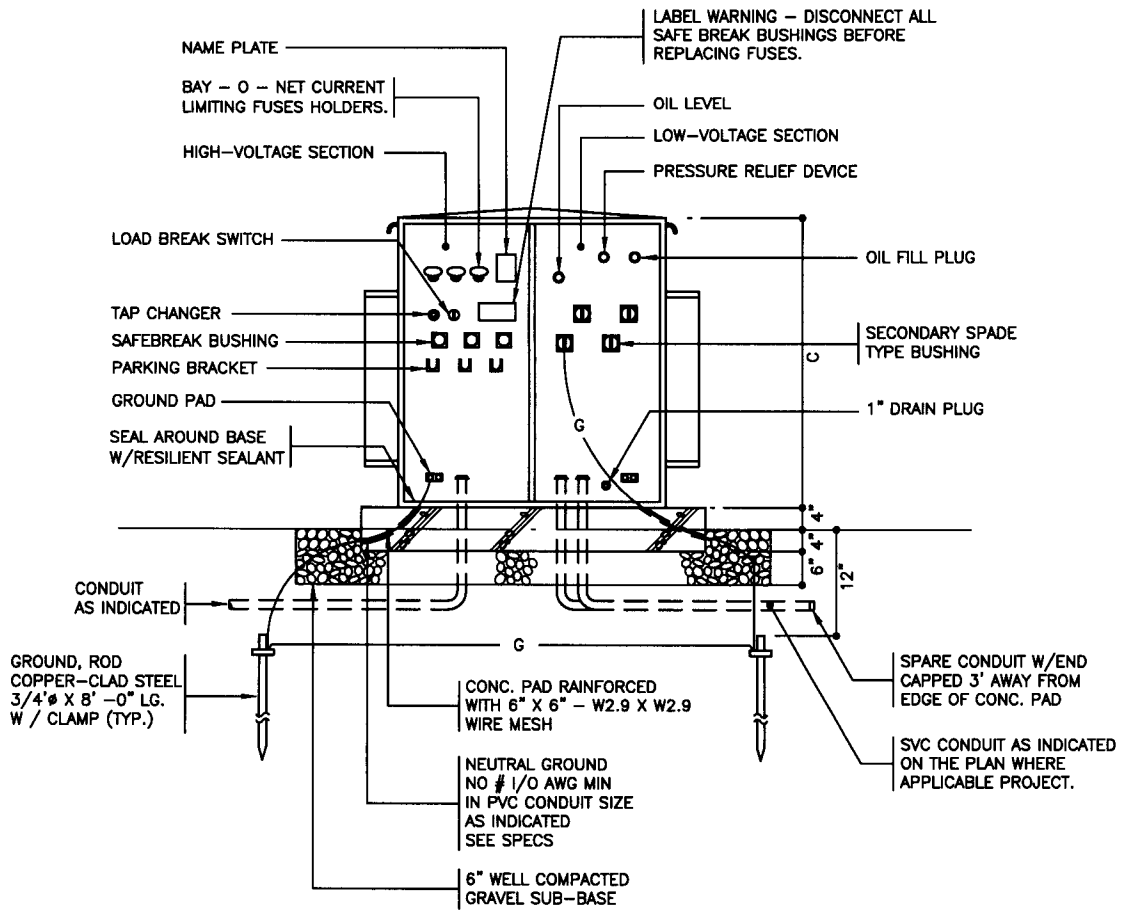 LABEL WARNING – DISCONNECT ALL
SAFE BREAK BUSHINGS BEFORE
REPLACING FUSES.
NAME PLATE
BAY – O – NET CURRENT
LIMITING FUSES HOLDERS.
OIL LEVEL
LOW–VOLTAGE SECTION
HIGH–VOLTAGE SECTION
PRESSURE RELIEF DEVICE
LOAD BREAK SWITCH
OIL FILL PLUG
TAP CHANGER
SAFEBREAK BUSHING
SECONDARY SPADE
TYPE BUSHING
C
PARKING BRACKET
GROUND PAD
1" DRAIN PLUG
G
SEAL AROUND BASE
W/RESILIENT SEALANT
4"
4"
6"
12"
CONDUIT
AS INDICATED
G
GROUND, ROD
COPPER–CLAD STEEL
3/4'ø X 8' –0" LG.
W / CLAMP (TYP.)
CONC. PAD RAINFORCED
WITH 6" X 6" – W2.9 X W2.9
WIRE MESH
SPARE CONDUIT W/END
CAPPED 3' AWAY FROM
EDGE OF CONC. PAD
SVC CONDUIT AS INDICATED
ON THE PLAN WHERE
APPLICABLE PROJECT.
NEUTRAL GROUND
NO # 1/0 AWG MIN
IN PVC CONDUIT SIZE
AS INDICATED
SEE SPECS
6" WELL COMPACTED
GRAVEL SUB–BASE